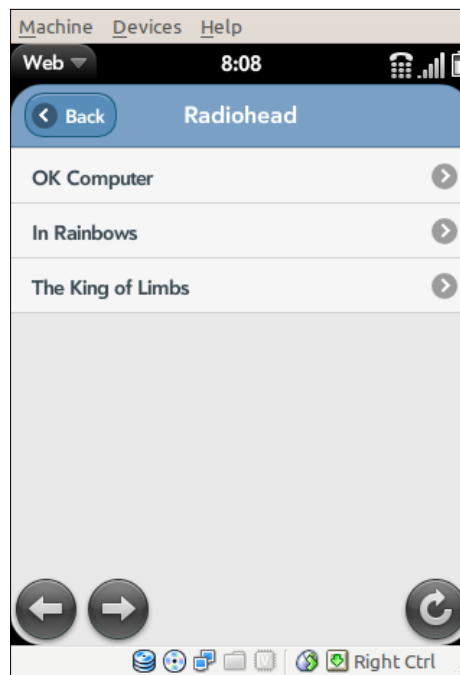 Machine Devices Help
Web 8:08
Back Radiohead
OK Computer
In Rainbows
The King of Limbs
Right Ctrl